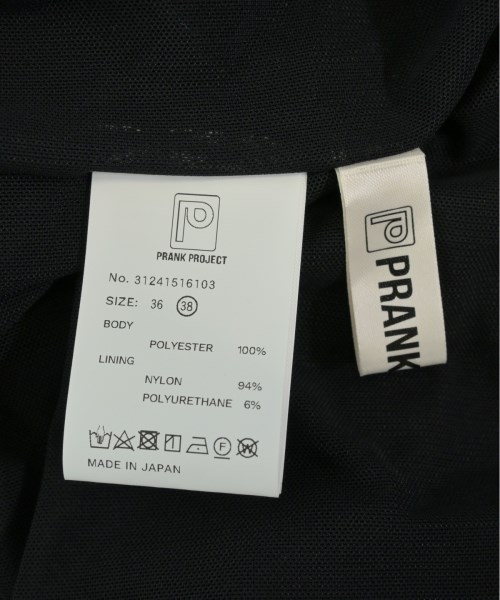 PRANK PROJECT
No. 31241516103
SIZE: 36 38
BODY
POLYESTER 100%
LINING
NYLON 94%
POLYURETHANE 6%
F W
MADE IN JAPAN
PRANK